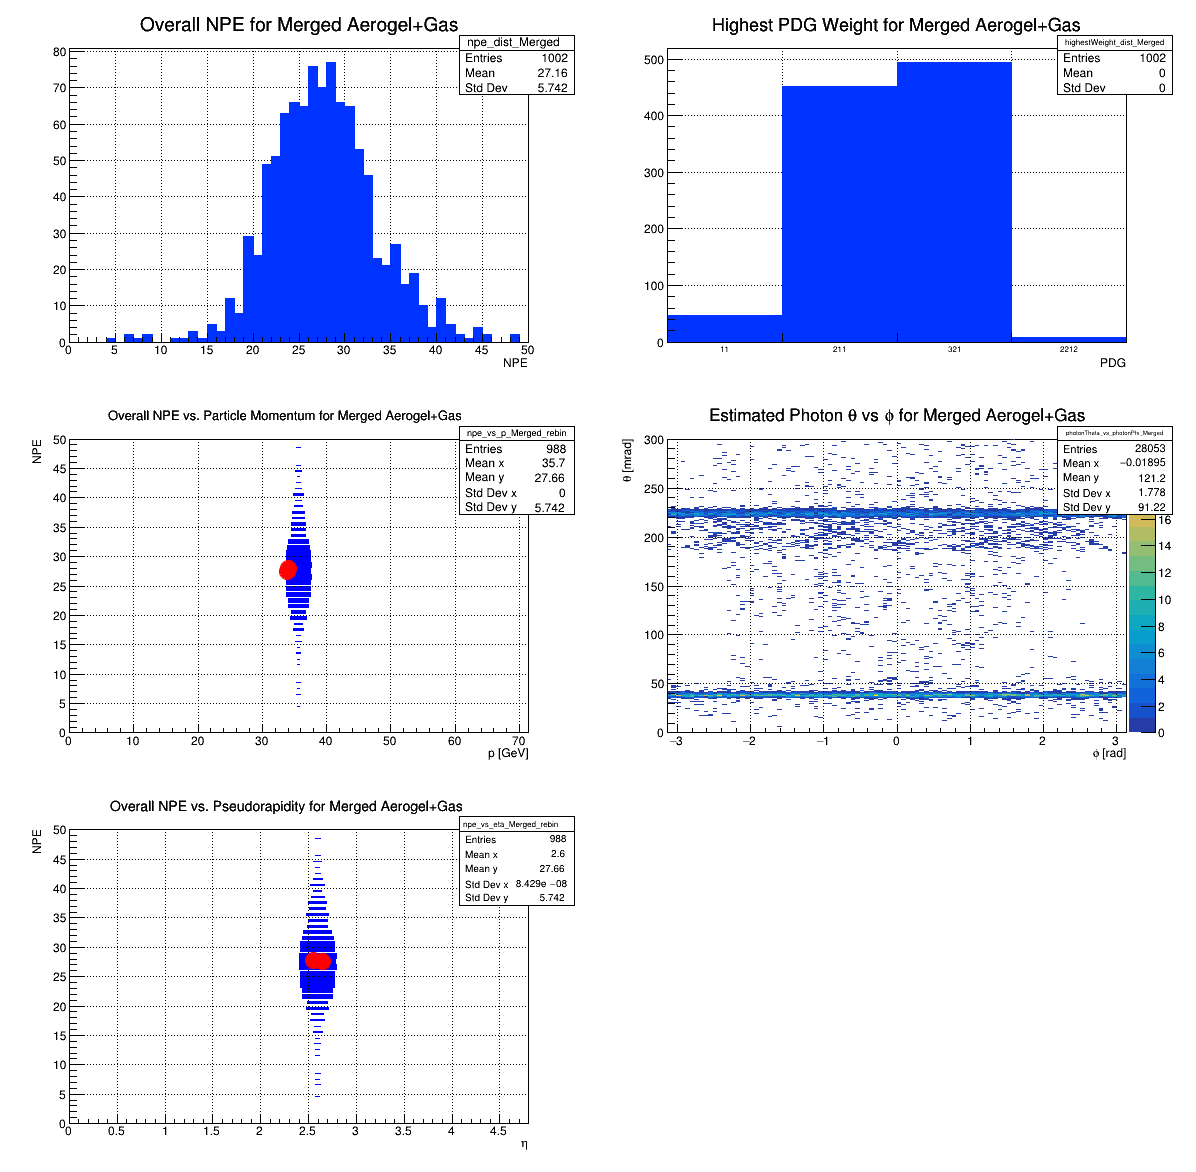 Overall NPE for Merged Aerogel+Gas
npe_dist_Merged
Entries 1002
Mean 27.16
Std Dev 5.742
80
70
60
50
40
30
20
10
0
0 5 10 15 20 25 30 35 40 45 50
NPE
Highest PDG Weight for Merged Aerogel+Gas
highestWeight_dist_Merged
Entries 1002
Mean 0
Std Dev 0
500
400
300
200
100
0
11 211 321 2212
PDG
Overall NPE vs. Particle Momentum for Merged Aerogel+Gas
npe_vs_p_Merged_rebin
Entries 988
Mean x 35.7
Mean y 27.66
Std Dev x 0
Std Dev y 5.742
NPE
50
45
40
35
30
25
20
15
10
5
0
0 10 20 30 40 50 60 70
p [GeV]
Estimated Photon θ vs ϕ for Merged Aerogel+Gas
photonTheta_vs_photonPhi_Merged
Entries 28053
Mean x −0.01895
Mean y 121.2
Std Dev x 1.778
Std Dev y 91.22
θ [mrad]
300
250
200
150
100
50
0
−3 −2 −1 0 1 2 3
ϕ [rad]
16
14
12
10
8
6
4
2
0
Overall NPE vs. Pseudorapidity for Merged Aerogel+Gas
npe_vs_eta_Merged_rebin
Entries 988
Mean x 2.6
Mean y 27.66
Std Dev x 8.429e −08
Std Dev y 5.742
NPE
50
45
40
35
30
25
20
15
10
5
0
0 0.5 1 1.5 2 2.5 3 3.5 4 4.5
η